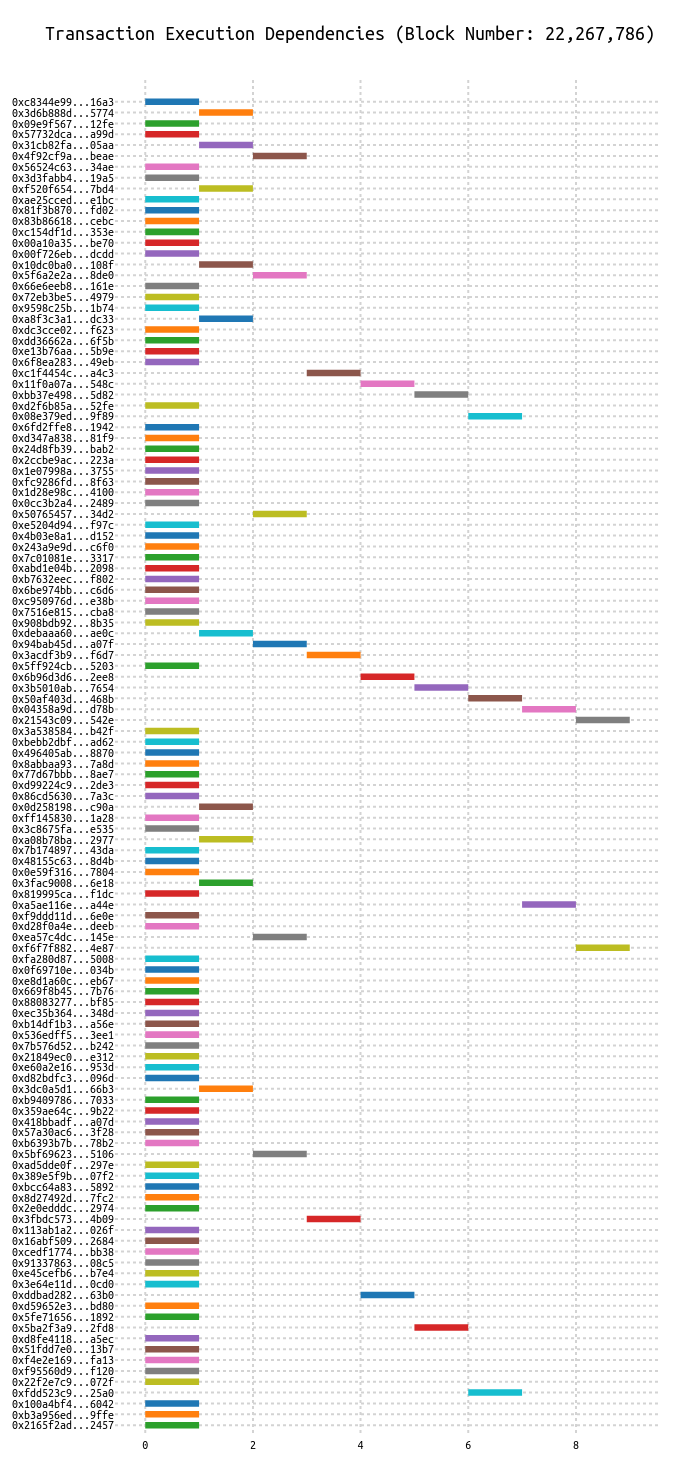 Transaction Execution Dependencies (Block Number: 22,267,786)
0xc8344e99...16a3
0x3d6b888d...5774
0x09e9f567...12fe
0x57732dca...a99d
0x31cb82fa...05aa
0x4f92cf9a...beae
0x56524c63...34ae
0x3d3fabb4...19a5
0xf520f654...7bd4
0xae25cced...e1bc
0x81f3b870...fd02
0x83b86618...cebc
0xc154df1d...353e
0x00a10a35...be70
0x00f726eb...dcdd
0x10dc0ba0...108f
0x5f6a2e2a...8de0
0x66e6eeb8...161e
0x72eb3be5...4979
0x9598c25b...1b74
0xa8f3c3a1...dc33
0xdc3cce02...f623
0xdd36662a...6f5b
0xe13b76aa...5b9e
0x6f8ea283...49eb
0xc1f4454c...a4c3
0x11f0a07a...548c
0xbb37e498...5d82
0xd2f6b85a...52fe
0x08e379ed...9f89
0x6fd2ffe8...1942
0xd347a838...81f9
0x24d8fb39...bab2
0x2ccbe9ac...223a
0x1e07998a...3755
0xfc9286fd...8f63
0x1d28e98c...4100
0x0cc3b2a4...2489
0x50765457...34d2
0xe5204d94...f97c
0x4b03e8a1...d152
0x243a9e9d...c6f0
0x7c01081e...3317
0xabd1e04b...2098
0xb7632eec...f802
0x6be974bb...c6d6
0xc950976d...e38b
0x7516e815...cba8
0x908bdb92...8b35
0xdebaaa60...ae0c
0x94bab45d...a07f
0x3acdf3b9...f6d7
0x5ff924cb...5203
0x6b96d3d6...2ee8
0x3b5010ab...7654
0x50af403d...468b
0x04358a9d...d78b
0x21543c09...542e
0x3a538584...b42f
0xbebb2dbf...ad62
0x496405ab...8870
0x8abbaa93...7a8d
0x77d67bbb...8ae7
0xd99224c9...2de3
0x86cd5630...7a3c
0x0d258198...c90a
0xff145830...1a28
0x3c8675fa...e535
0xa08b78ba...2977
0x7b174897...43da
0x48155c63...8d4b
0x0e59f316...7804
0x3fac9008...6e18
0x819995ca...f1dc
0xa5ae116e...a44e
0xf9ddd11d...6e0e
0xd28f0a4e...deeb
0xea57c4dc...145e
0xf6f7f882...4e87
0xfa280d87...5008
0x0f69710e...034b
0xe8d1a60c...eb67
0x669f8b45...7b76
0x88083277...bf85
0xec35b364...348d
0xb14df1b3...a56e
0x536edff5...3ee1
0x7b576d52...b242
0x21849ec0...e312
0xe60a2e16...953d
0xd82bdfc3...096d
0x3dc0a5d1...66b3
0xb9409786...7033
0x359ae64c...9b22
0x418bbadf...a07d
0x57a30ac6...3f28
0xb6393b7b...78b2
0x5bf69623...5106
0xad5dde0f...297e
0x389e5f9b...07f2
0xbcc64a83...5892
0x8d27492d...7fc2
0x2e0edddc...2974
0x3fbdc573...4b09
0x113ab1a2...026f
0x16abf509...2684
0xcedf1774...bb38
0x91337863...08c5
0xe45cefb6...b7e4
0x3e64e11d...0cd0
0xddbad282...63b0
0xd59652e3...bd80
0x5fe71656...1892
0x5ba2f3a9...2fd8
0xd8fe4118...a5ec
0x51fdd7e0...13b7
0xf4e2e169...fa13
0xf95560d9...f120
0x22f2e7c9...072f
0xfdd523c9...25a0
0x100a4bf4...6042
0xb3a956ed...9ffe
0x2165f2ad...2457
0 2 4 6 8